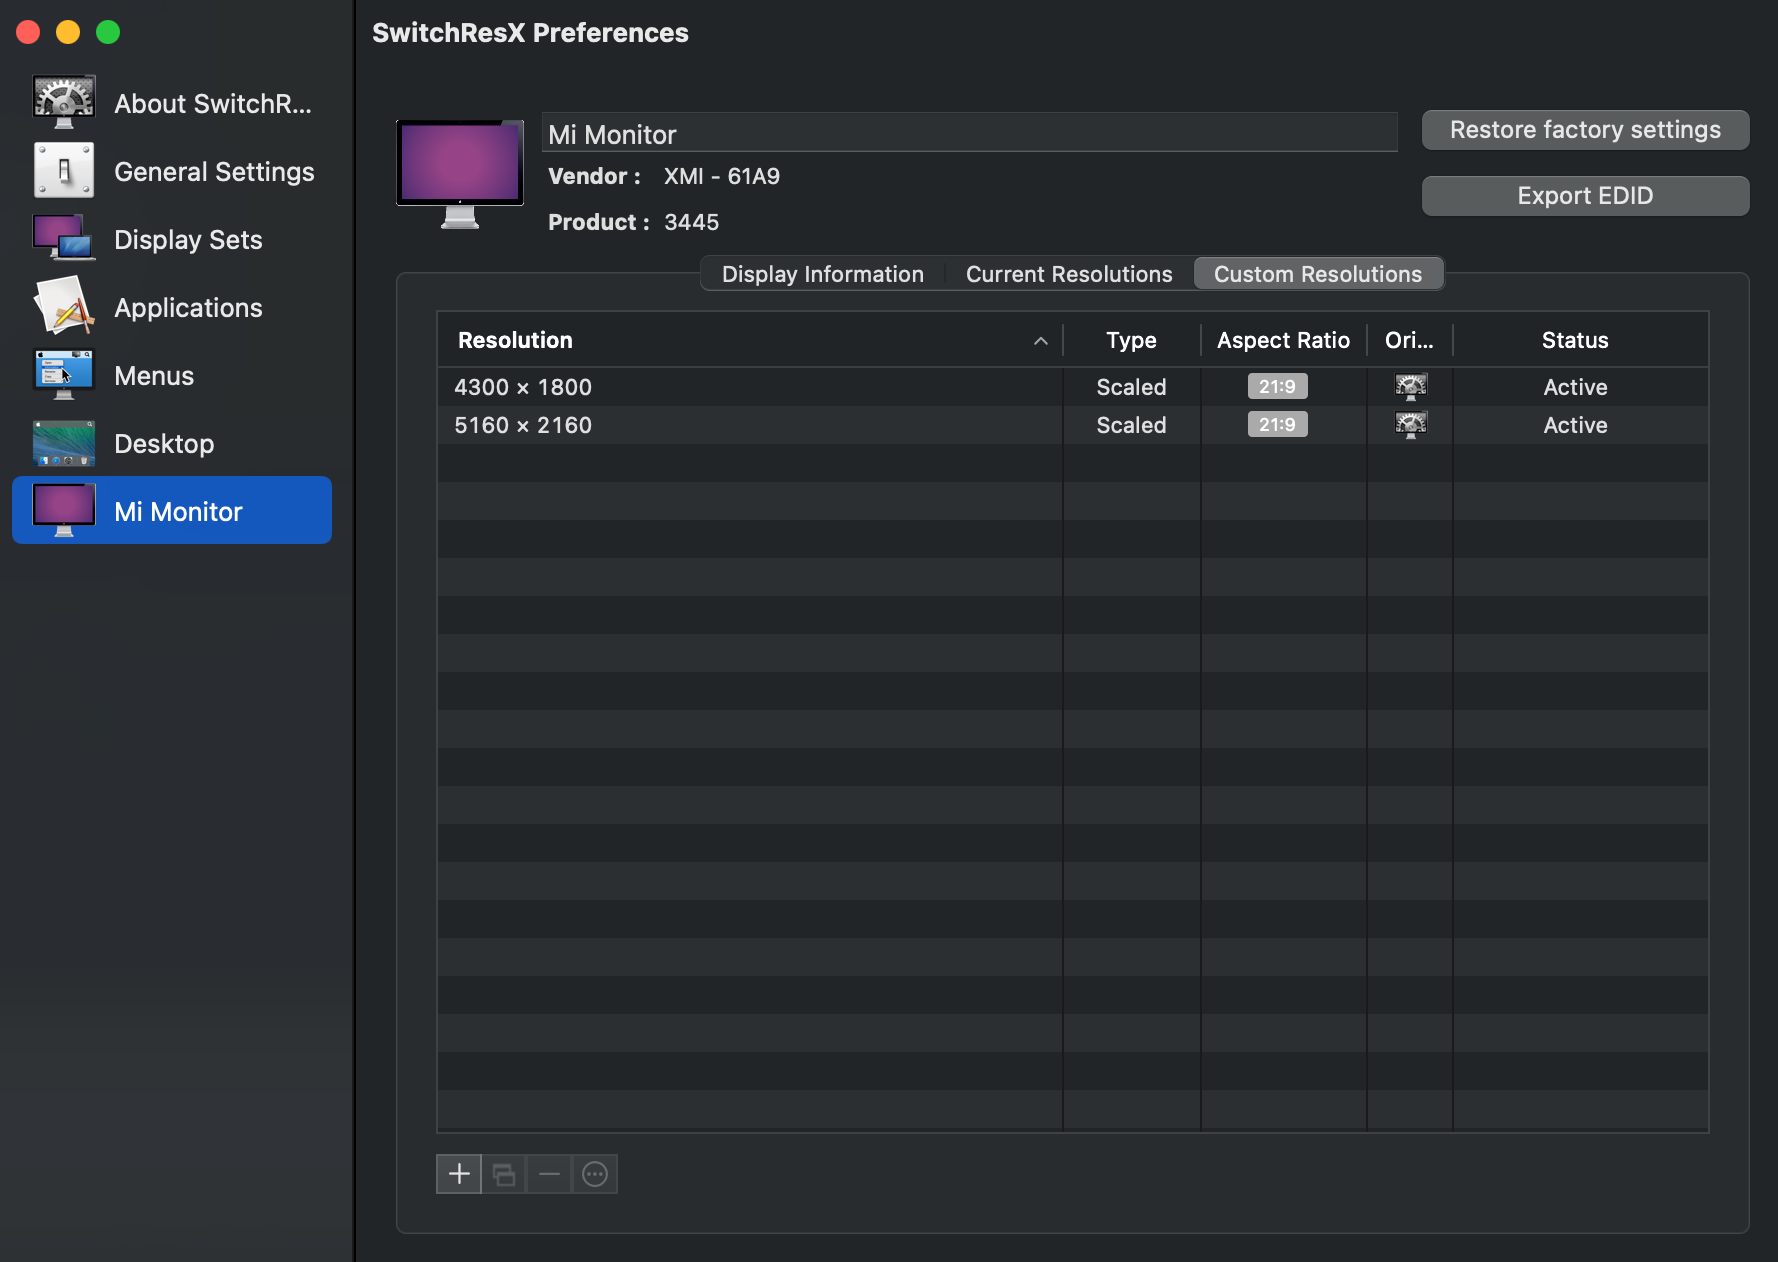 SwitchResX Preferences
About SwitchR...
General Settings
Display Sets
Applications
Menus
Desktop
Mi Monitor
Mi Monitor
Vendor : XMI - 61A9
Product : 3445
Restore factory settings
Export EDID
Display Information Current Resolutions Custom Resolutions
Resolution Type Aspect Ratio Ori... Status
4300 × 1800 Scaled 21:9 Active
5160 × 2160 Scaled 21:9 Active